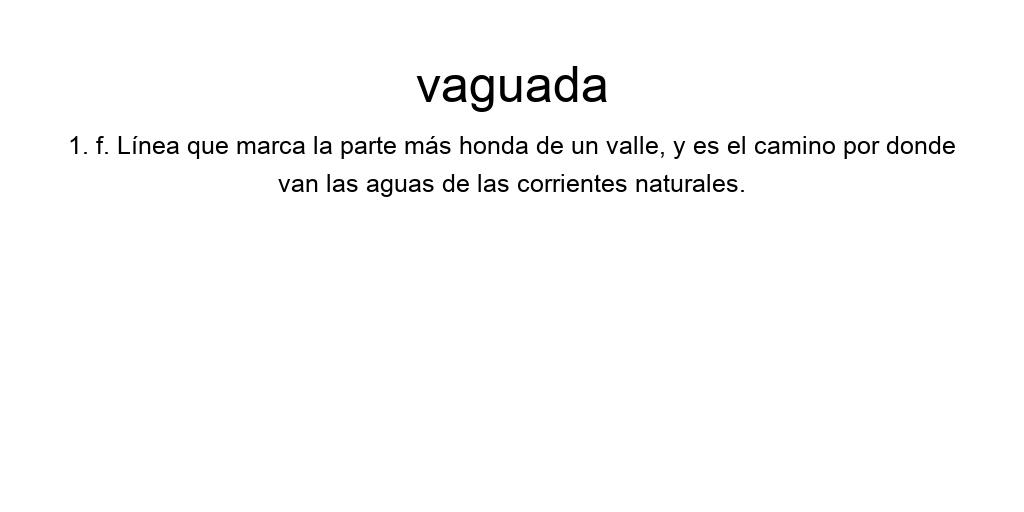 vaguada
1. f. Línea que marca la parte más honda de un valle, y es el camino por donde
van las aguas de las corrientes naturales.